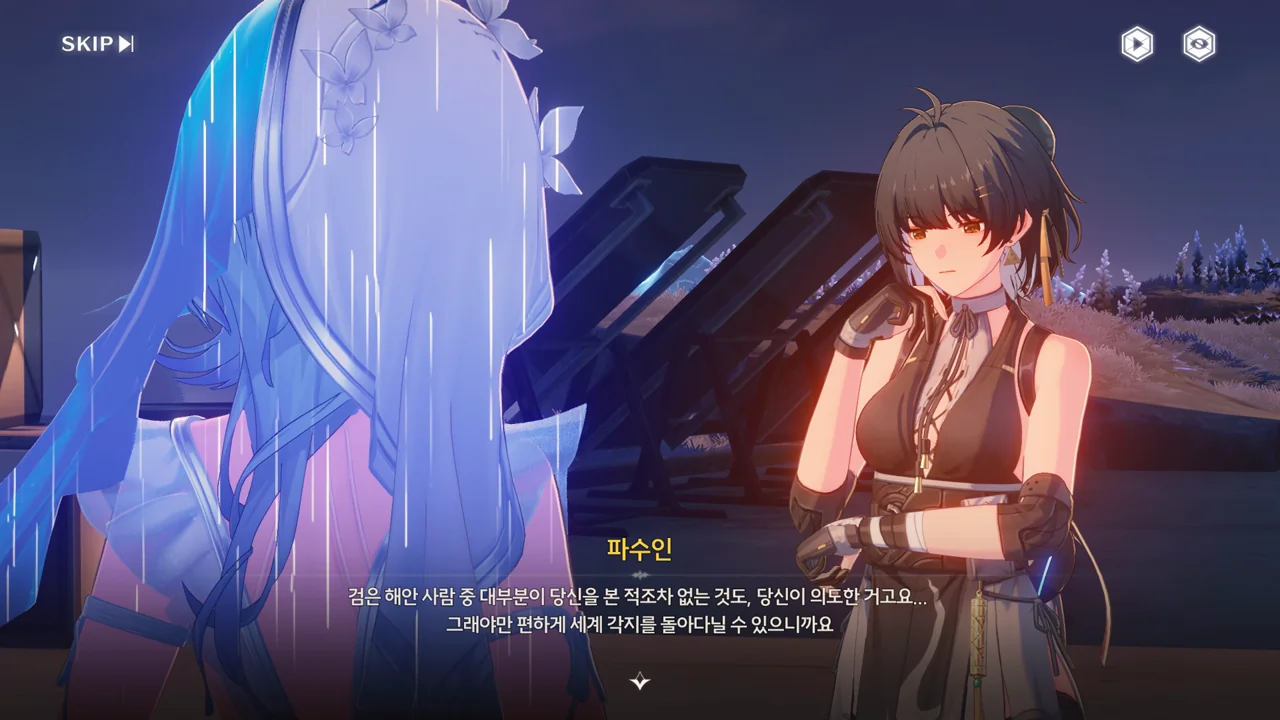 SKIP
파수인
검은 해안 사람 중 대부분이 당신을 본 적조차 없는 것도, 당신이 의도한 거고요...
그래야만 편하게 세계 각지를 돌아다닐 수 있으니까요